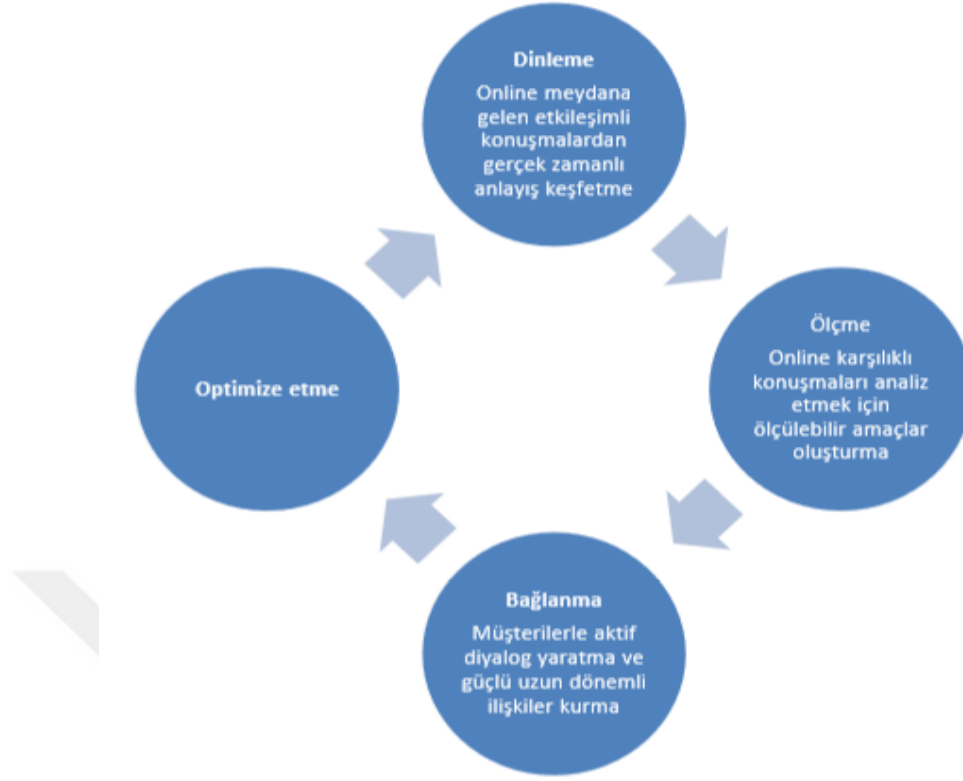 Dinleme
Online meydana
gelen etkileşimli
konuşmalardan
gerçek zamanlı
anlayış keşfetme
Ölçme
Online karşılıklı
konuşmaları analiz
etmek için
ölçülebilir amaçlar
oluşturma
Bağlanma
Müşterilerle aktif
diyalog yaratma ve
güçlü uzun dönemli
ilişkiler kurma
Optimize etme